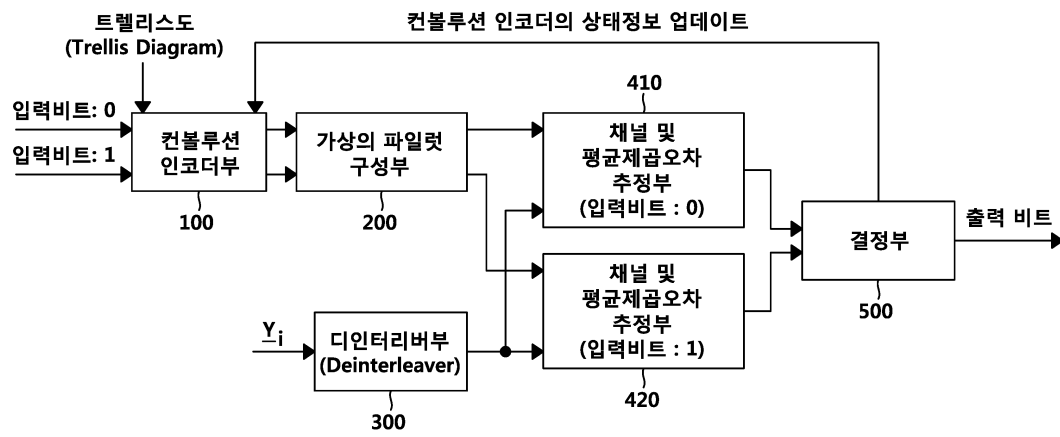 트렐리스도
(Trellis Diagram)
컨볼루션 인코더의 상태정보 업데이트
입력비트: 0
입력비트: 1
컨볼루션
인코더부
100
가상의 파일럿
구성부
200
410
채널 및
평균제곱오차
추정부
(입력비트 : 0)
결정부
500
출력 비트
Yi
디인터리버부
(Deinterleaver)
300
채널 및
평균제곱오차
추정부
(입력비트 : 1)
420